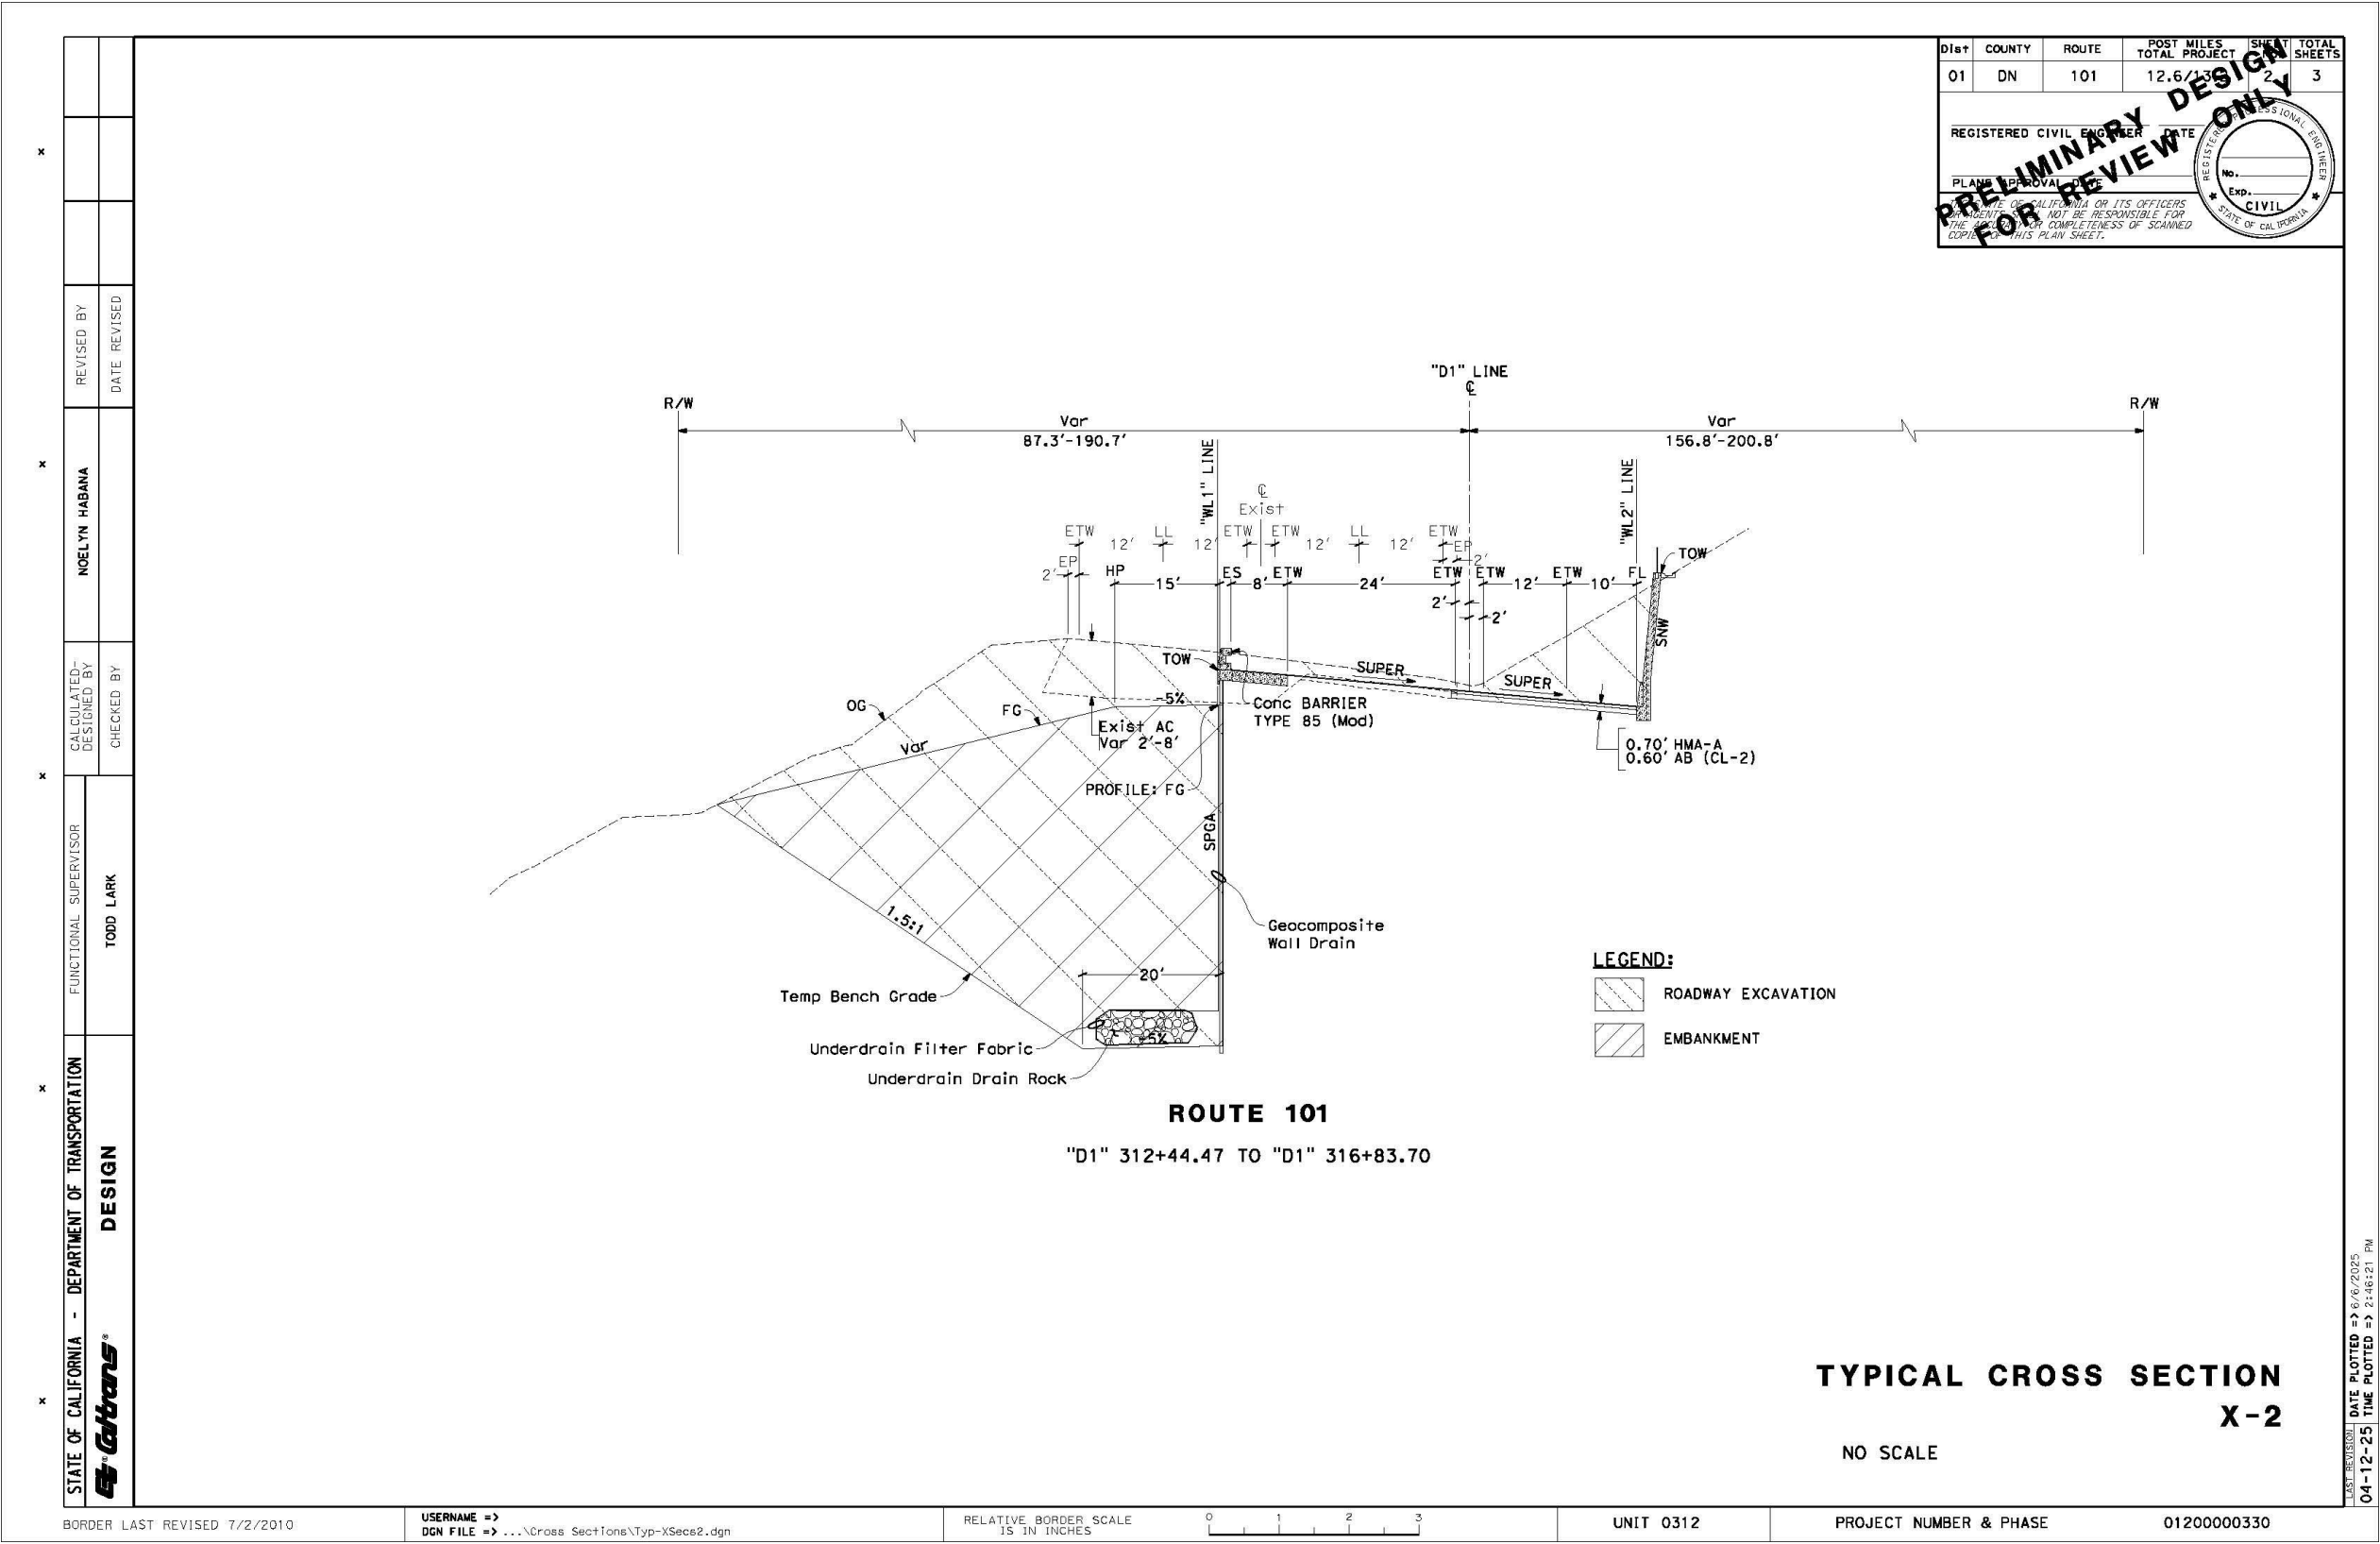 Dist COUNTY ROUTE POST MILES TOTAL PROJECT TOTAL SHEETS
01 DN 101 2 3
PRELIMINARY DESIGN
FOR REVIEW ONLY
REGISTERED CIVIL ENGINEER DATE
PLANS APPROVAL DATE
THE STATE OF CALIFORNIA OR ITS OFFICERS
OR AGENTS SHALL NOT BE RESPONSIBLE FOR
THE ACCURACY OR COMPLETENESS OF SCANNED
COPIES OF THIS PLAN SHEET.
REGISTERED PROFESSIONAL ENGINEER
No.
Exp.
CIVIL
STATE OF CALIFORNIA
REVISED BY
DATE REVISED
NOELYN HABANA
CALCULATED-
DESIGNED BY
CHECKED BY
FUNCTIONAL SUPERVISOR
TODD LARK
STATE OF CALIFORNIA - DEPARTMENT OF TRANSPORTATION
DESIGN
Caltrans®
"D1" LINE
℄
R/W
R/W
Var
87.3'-190.7'
Var
156.8'-200.8'
"WL1" LINE
"WL2" LINE
℄
Exist
ETW LL ETW ETW LL ETW
12' 12' 12' 12' EP
EP 2'
2' HP ES ETW ETW ETW ETW FL TOW
15' 8' 24' 12' 10'
2'
2'
SNW
TOW
SUPER
SUPER
OG
FG
Var
-5%
Exist AC
Var 2'-8'
Conc BARRIER
TYPE 85 (Mod)
0.70' HMA-A
0.60' AB (CL-2)
PROFILE: FG
SPGA
1.5:1
Geocomposite
Wall Drain
20'
Temp Bench Grade
-5%
Underdrain Filter Fabric
Underdrain Drain Rock
LEGEND:
ROADWAY EXCAVATION
EMBANKMENT
ROUTE 101
"D1" 312+44.47 TO "D1" 316+83.70
TYPICAL CROSS SECTION
X-2
NO SCALE
DATE PLOTTED => 6/6/2025
TIME PLOTTED => 2:46:21 PM
LAST REVISION
04-12-25
BORDER LAST REVISED 7/2/2010
USERNAME =>
DGN FILE => ...\Cross Sections\Typ-XSecs2.dgn
RELATIVE BORDER SCALE
IS IN INCHES
0 1 2 3
UNIT 0312
PROJECT NUMBER & PHASE
01200000330